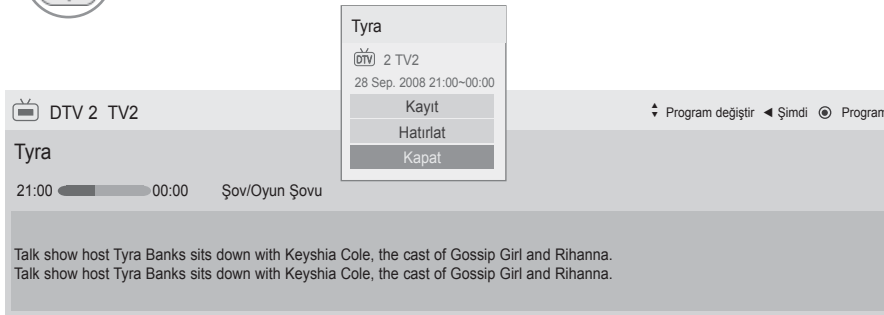 Tyra
DTV 2 TV2
28 Sep. 2008 21:00~00:00
Kayıt
Hatırlat
Kapat
DTV 2 TV2
Program değiştir ◄ Şimdi ◉ Program
Tyra
21:00 00:00 Şov/Oyun Şovu
Talk show host Tyra Banks sits down with Keyshia Cole, the cast of Gossip Girl and Rihanna.
Talk show host Tyra Banks sits down with Keyshia Cole, the cast of Gossip Girl and Rihanna.